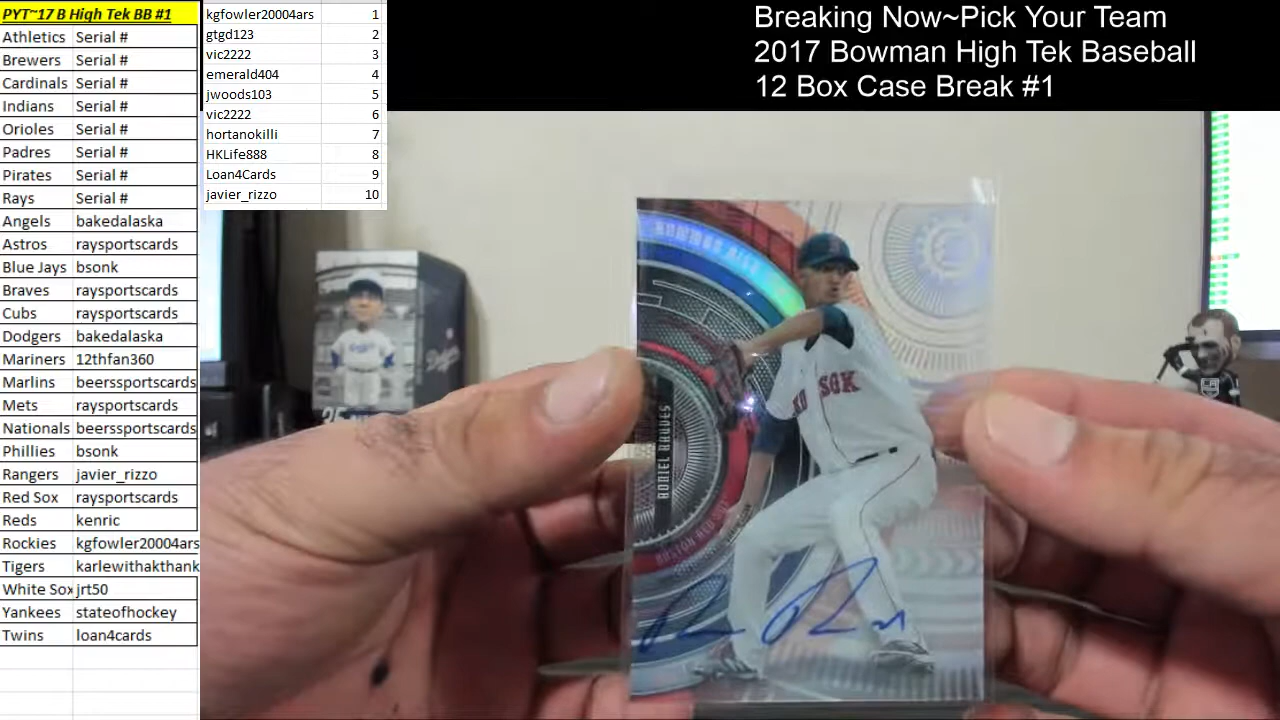 PYT~17 B High Tek BB #1
Athletics Serial #
Brewers Serial #
Cardinals Serial #
Indians Serial #
Orioles Serial #
Padres Serial #
Pirates Serial #
Rays Serial #
Angels bakedalaska
Astros raysportscards
Blue Jays bsonk
Braves raysportscards
Cubs raysportscards
Dodgers bakedalaska
Mariners 12thfan360
Marlins beerssportscards
Mets raysportscards
Nationals beerssportscards
Phillies bsonk
Rangers javier_rizzo
Red Sox raysportscards
Reds kenric
Rockies kgfowler20004ars
Tigers karlewithakthank
White Sox jrt50
Yankees stateofhockey
Twins loan4cards
kgfowler20004ars 1
gtgd123 2
vic2222 3
emerald404 4
jwoods103 5
vic2222 6
hortanokilli 7
HKLife888 8
Loan4Cards 9
javier_rizzo 10
Breaking Now~Pick Your Team
2017 Bowman High Tek Baseball
12 Box Case Break #1
BOWMAN HIGH
SOX
RONIEL RAUDES
BOSTON RED SOX